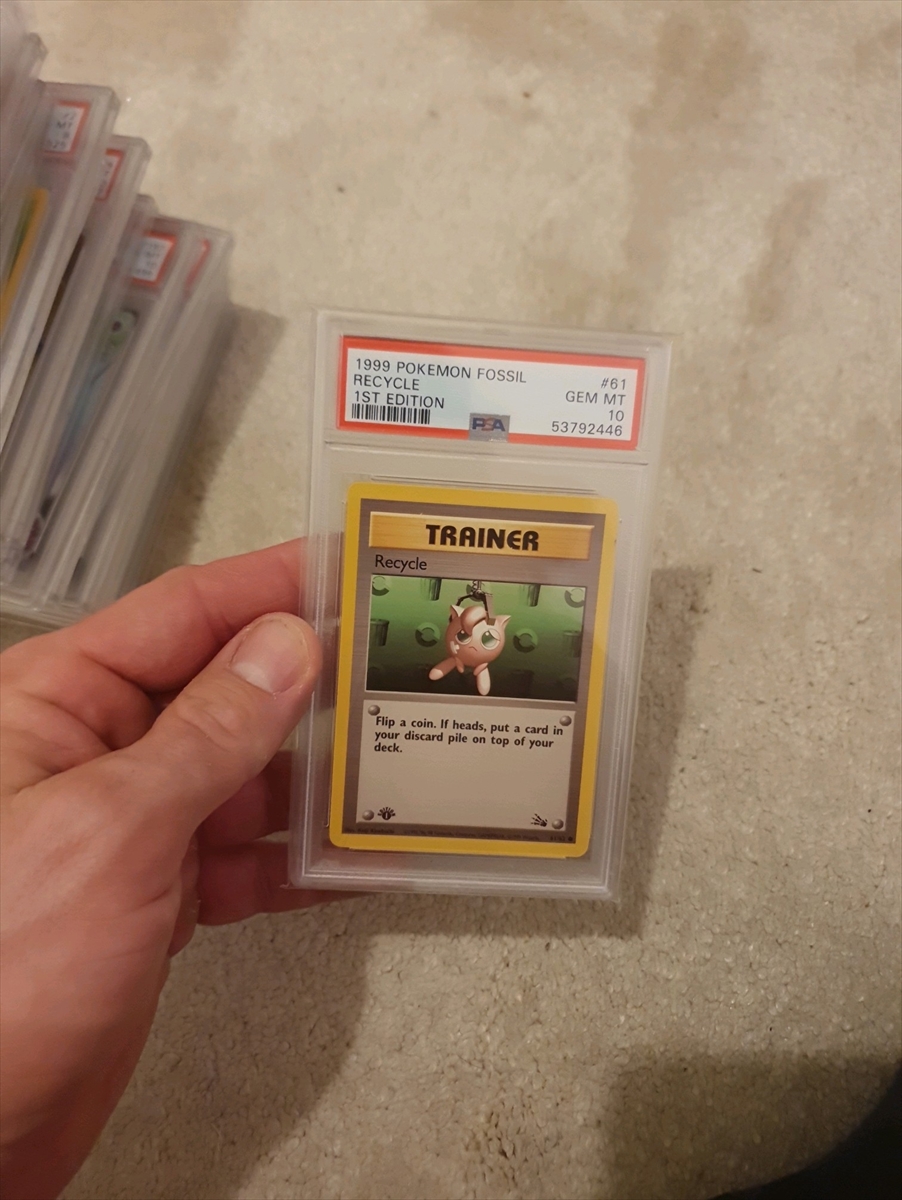 1999 POKEMON FOSSIL #61
RECYCLE GEM MT
1ST EDITION 10
PSA 53792446
TRAINER
Recycle
Flip a coin. If heads, put a card in
your discard pile on top of your
deck.